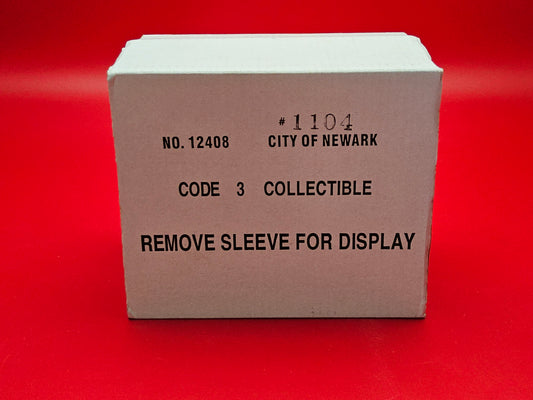 # 1104
NO. 12408 CITY OF NEWARK
CODE 3 COLLECTIBLE
REMOVE SLEEVE FOR DISPLAY